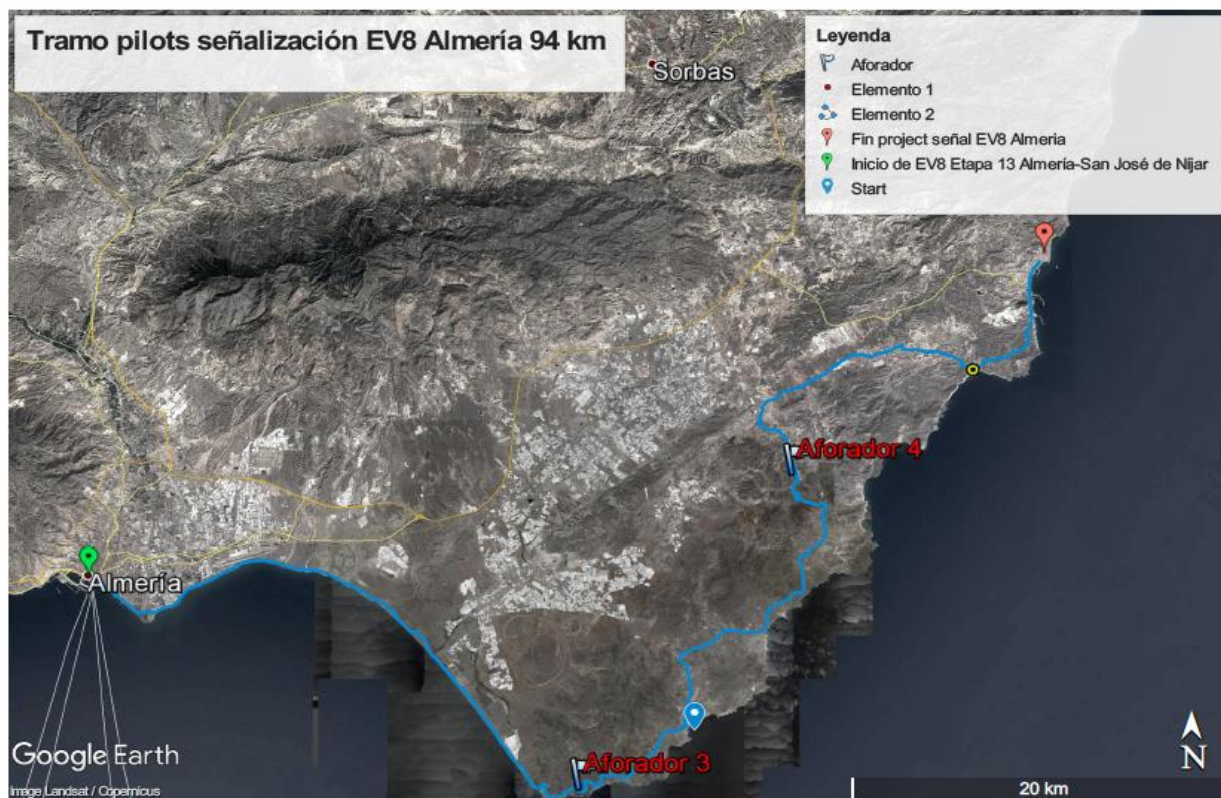 Tramo pilots señalización EV8 Almería 94 km
Leyenda
Aforador
Elemento 1
Elemento 2
Fin project señal EV8 Almeria
Inicio de EV8 Etapa 13 Almería-San José de Níjar
Start
Sorbas
Aforador 4
Almería
Aforador 3
Google Earth
Image Landsat / Copernicus
N
20 km